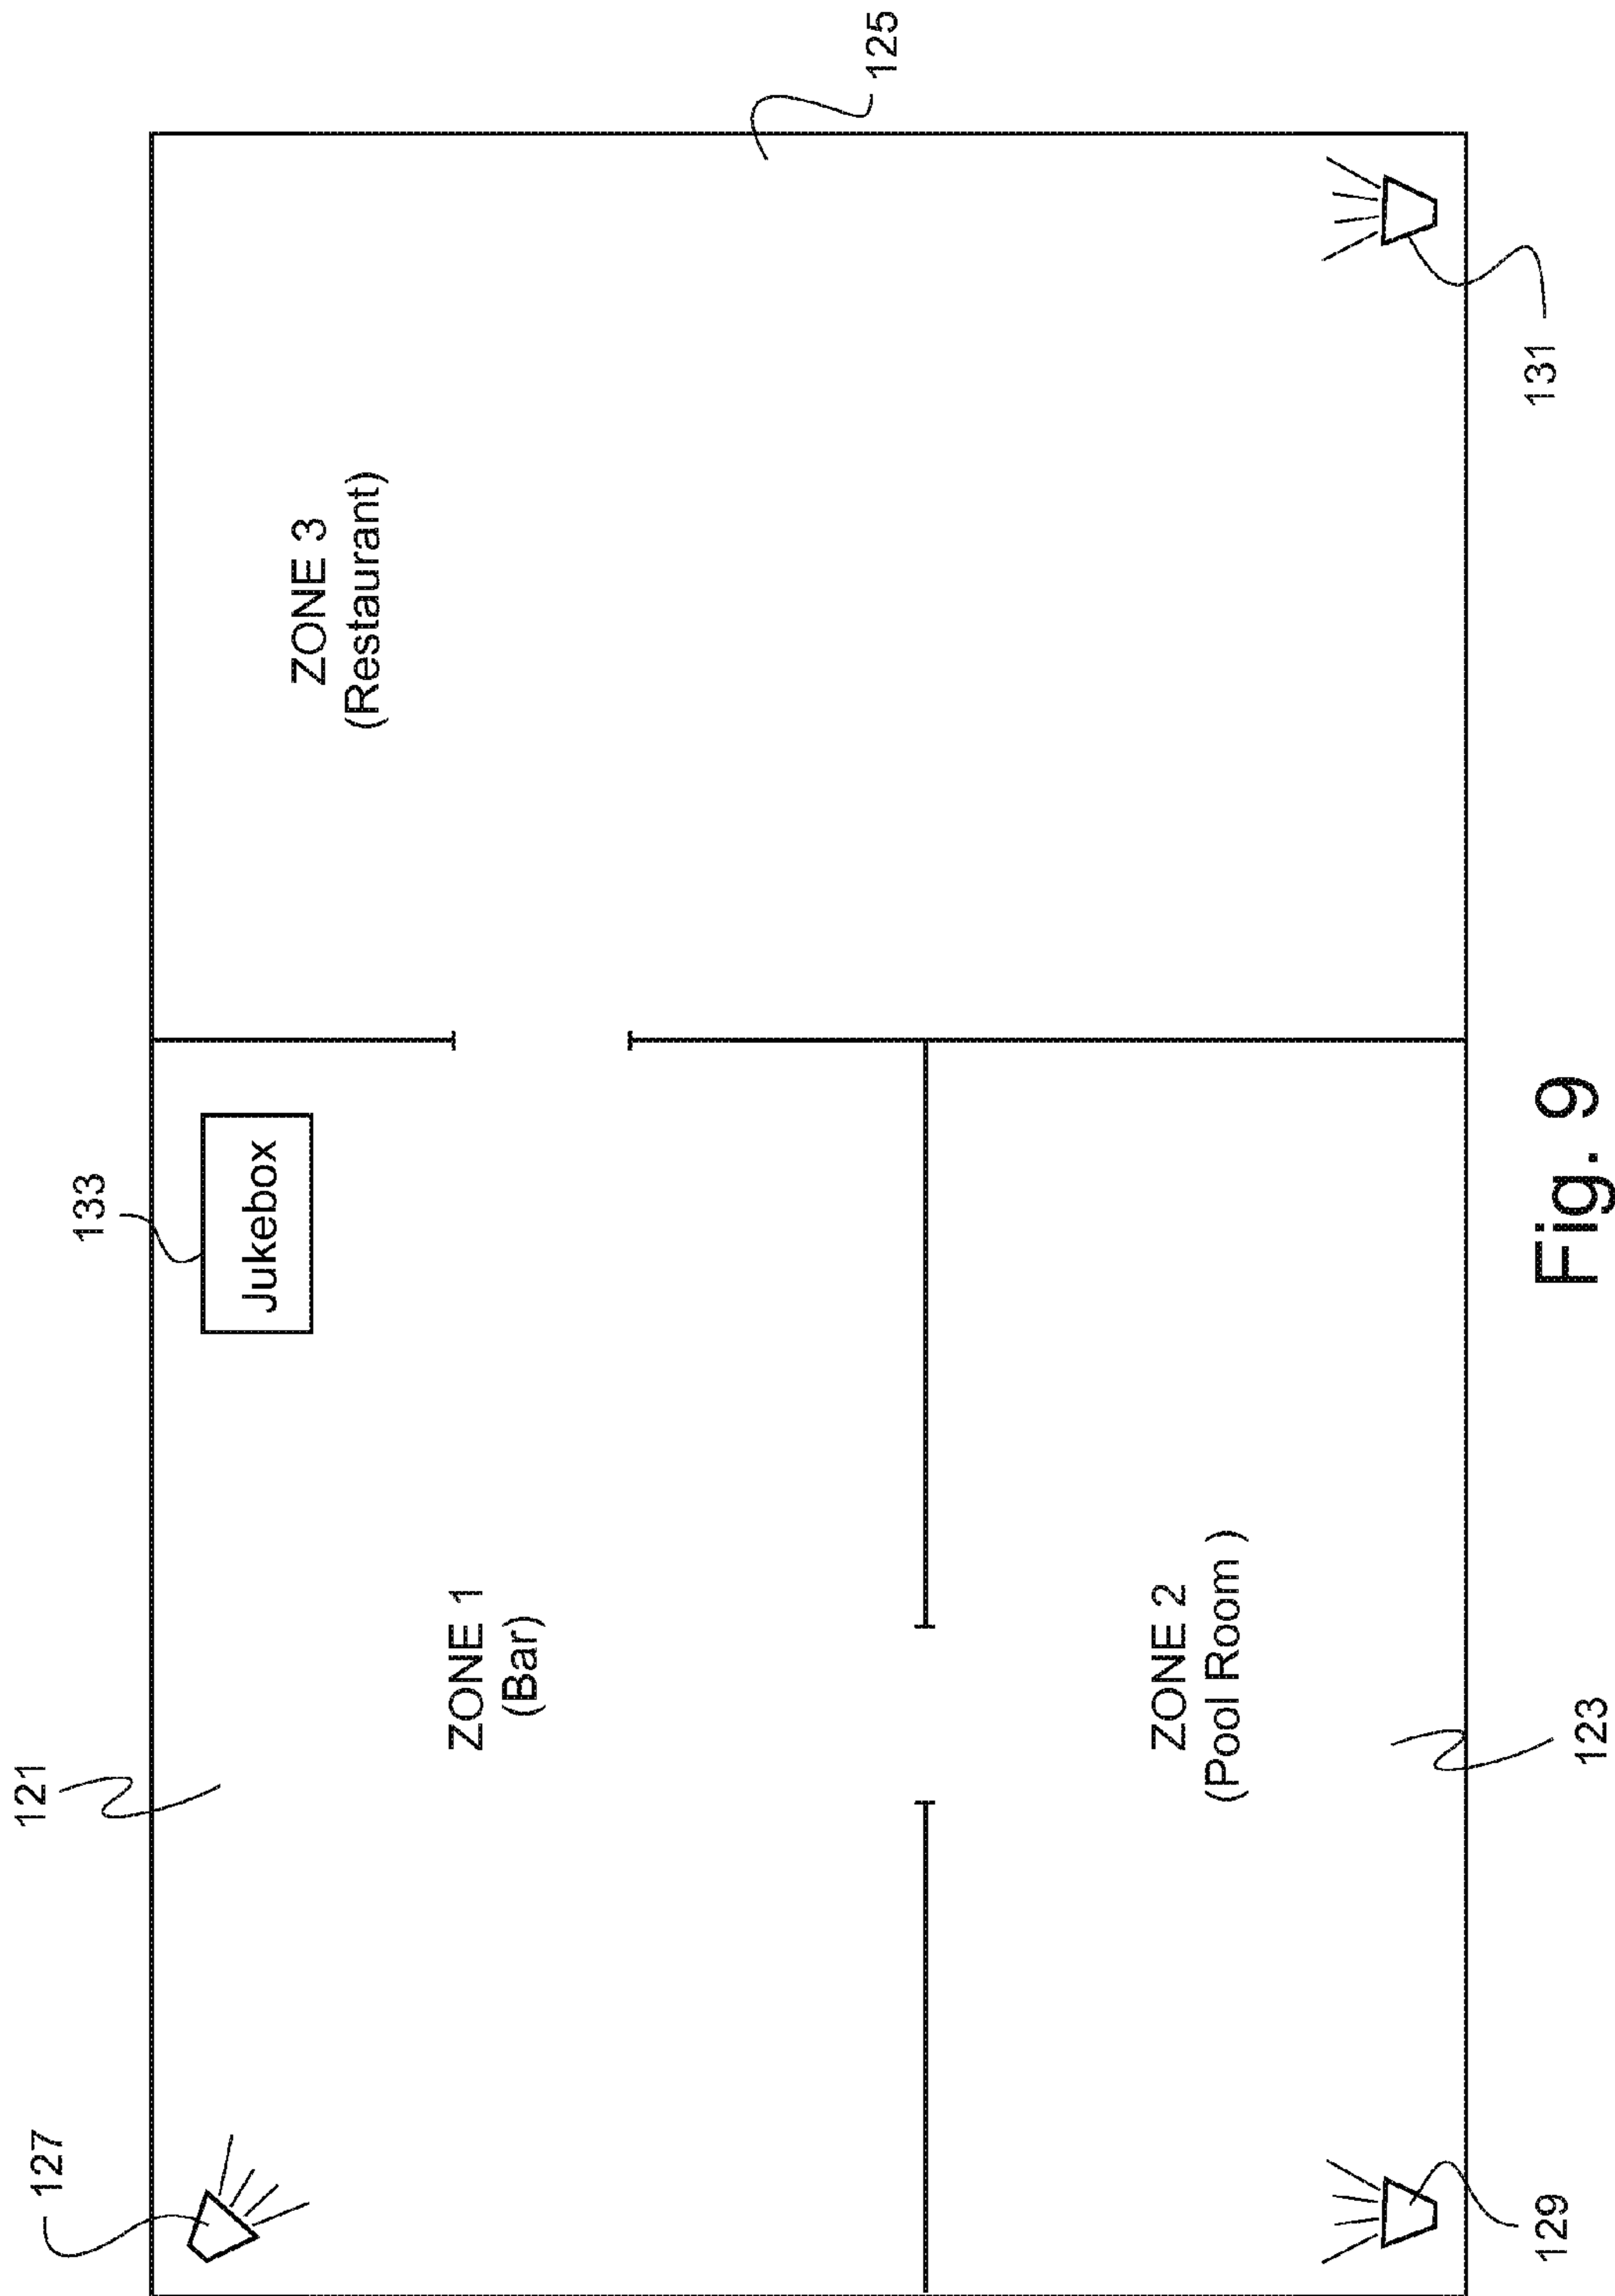 121
127
133
Jukebox
ZONE 1
(Bar)
ZONE 3
(Restaurant)
125
ZONE 2
(Pool Room )
129
123
131
Fig. 9